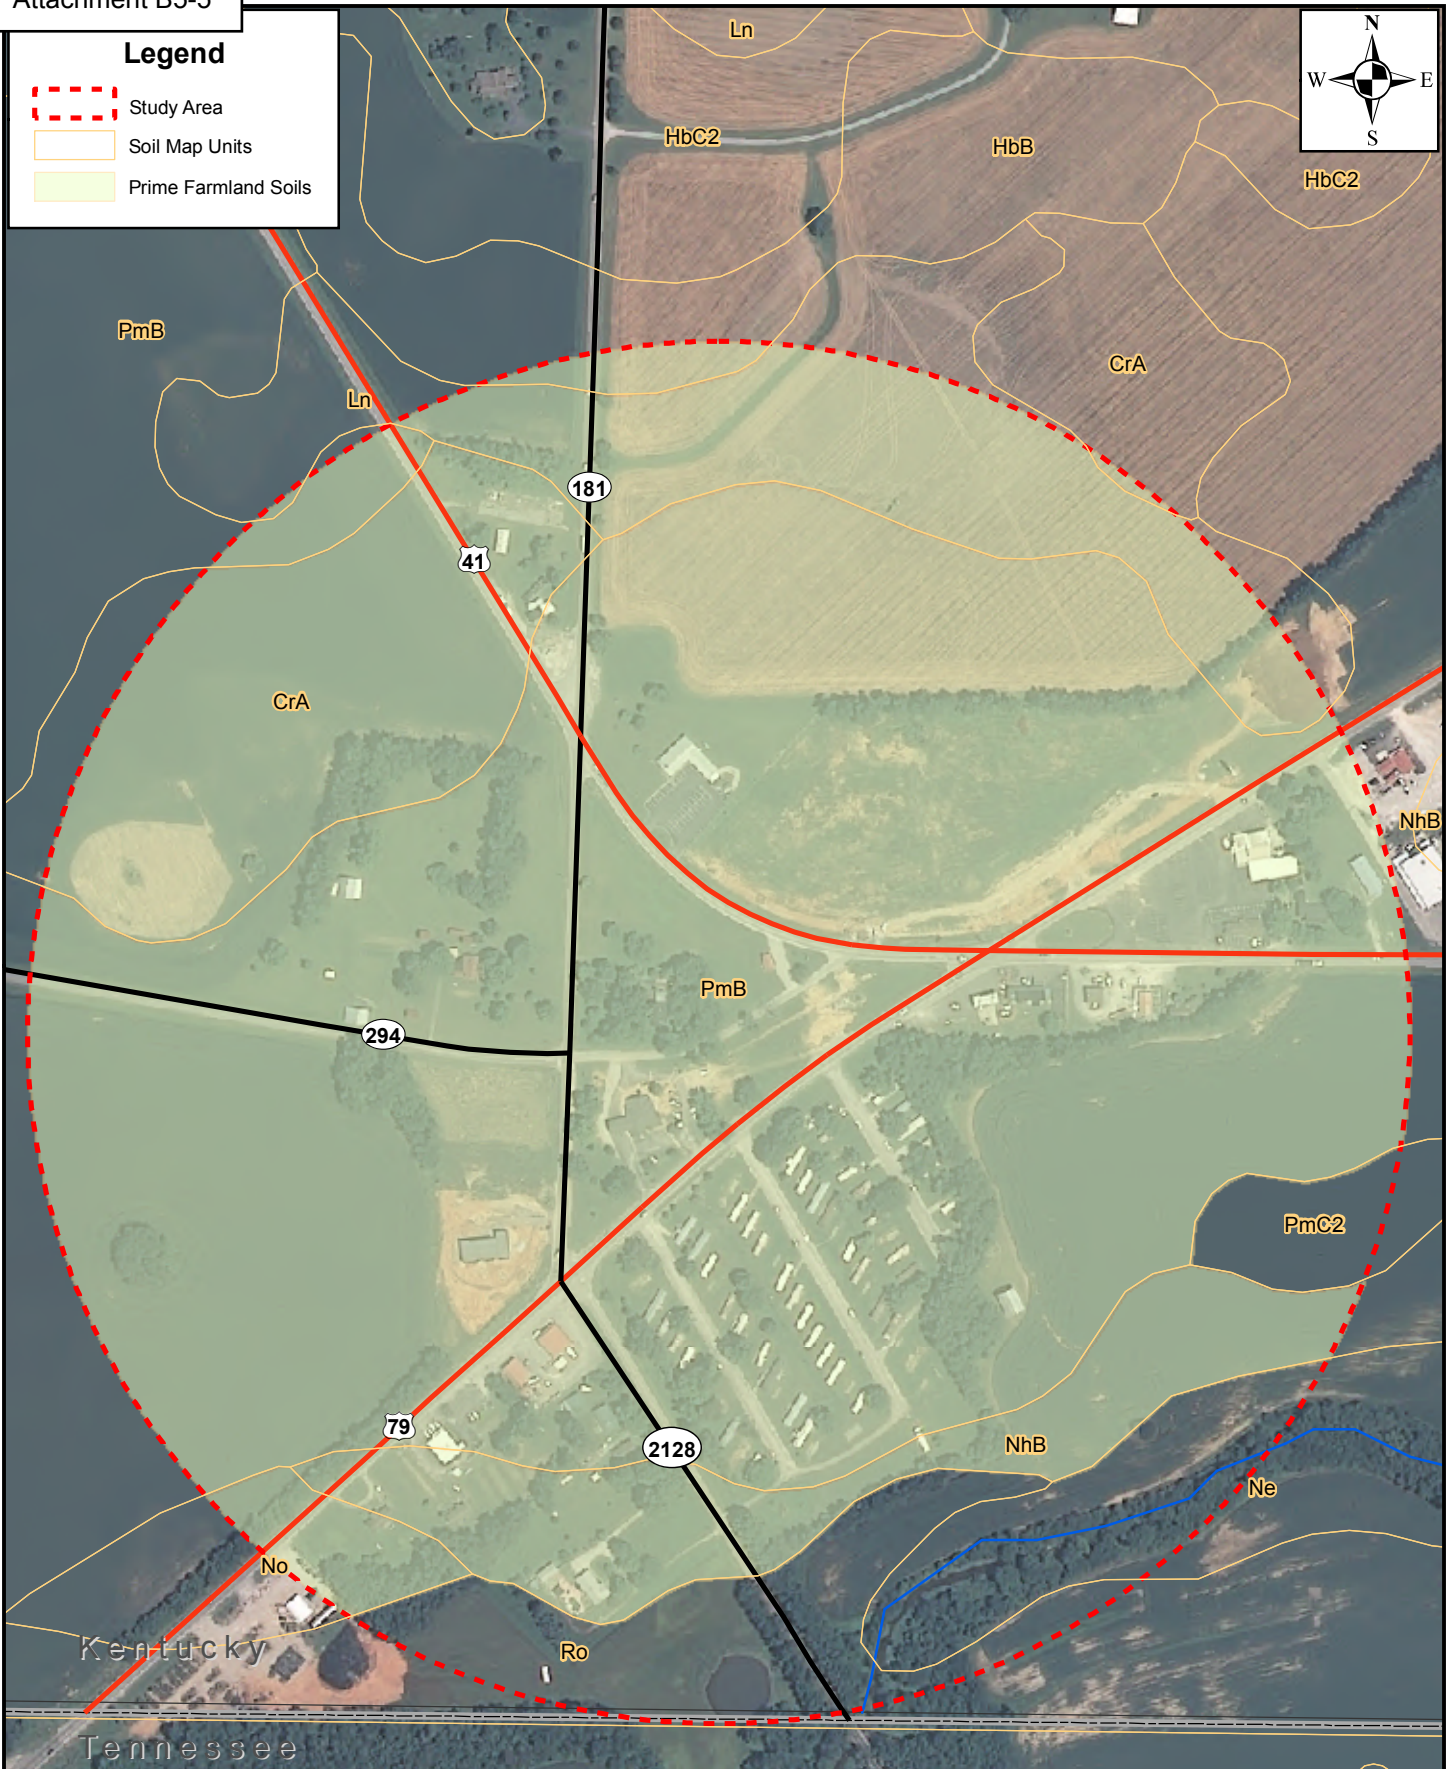 Attachment B5-5
Legend
Study Area
Soil Map Units
Prime Farmland Soils
N
W E
S
Ln
HbC2
HbB
HbC2
PmB
CrA
Ln
181
41
CrA
NhB
PmB
294
PmC2
79
2128
NhB
Ne
No
Ro
Kentucky
Tennessee